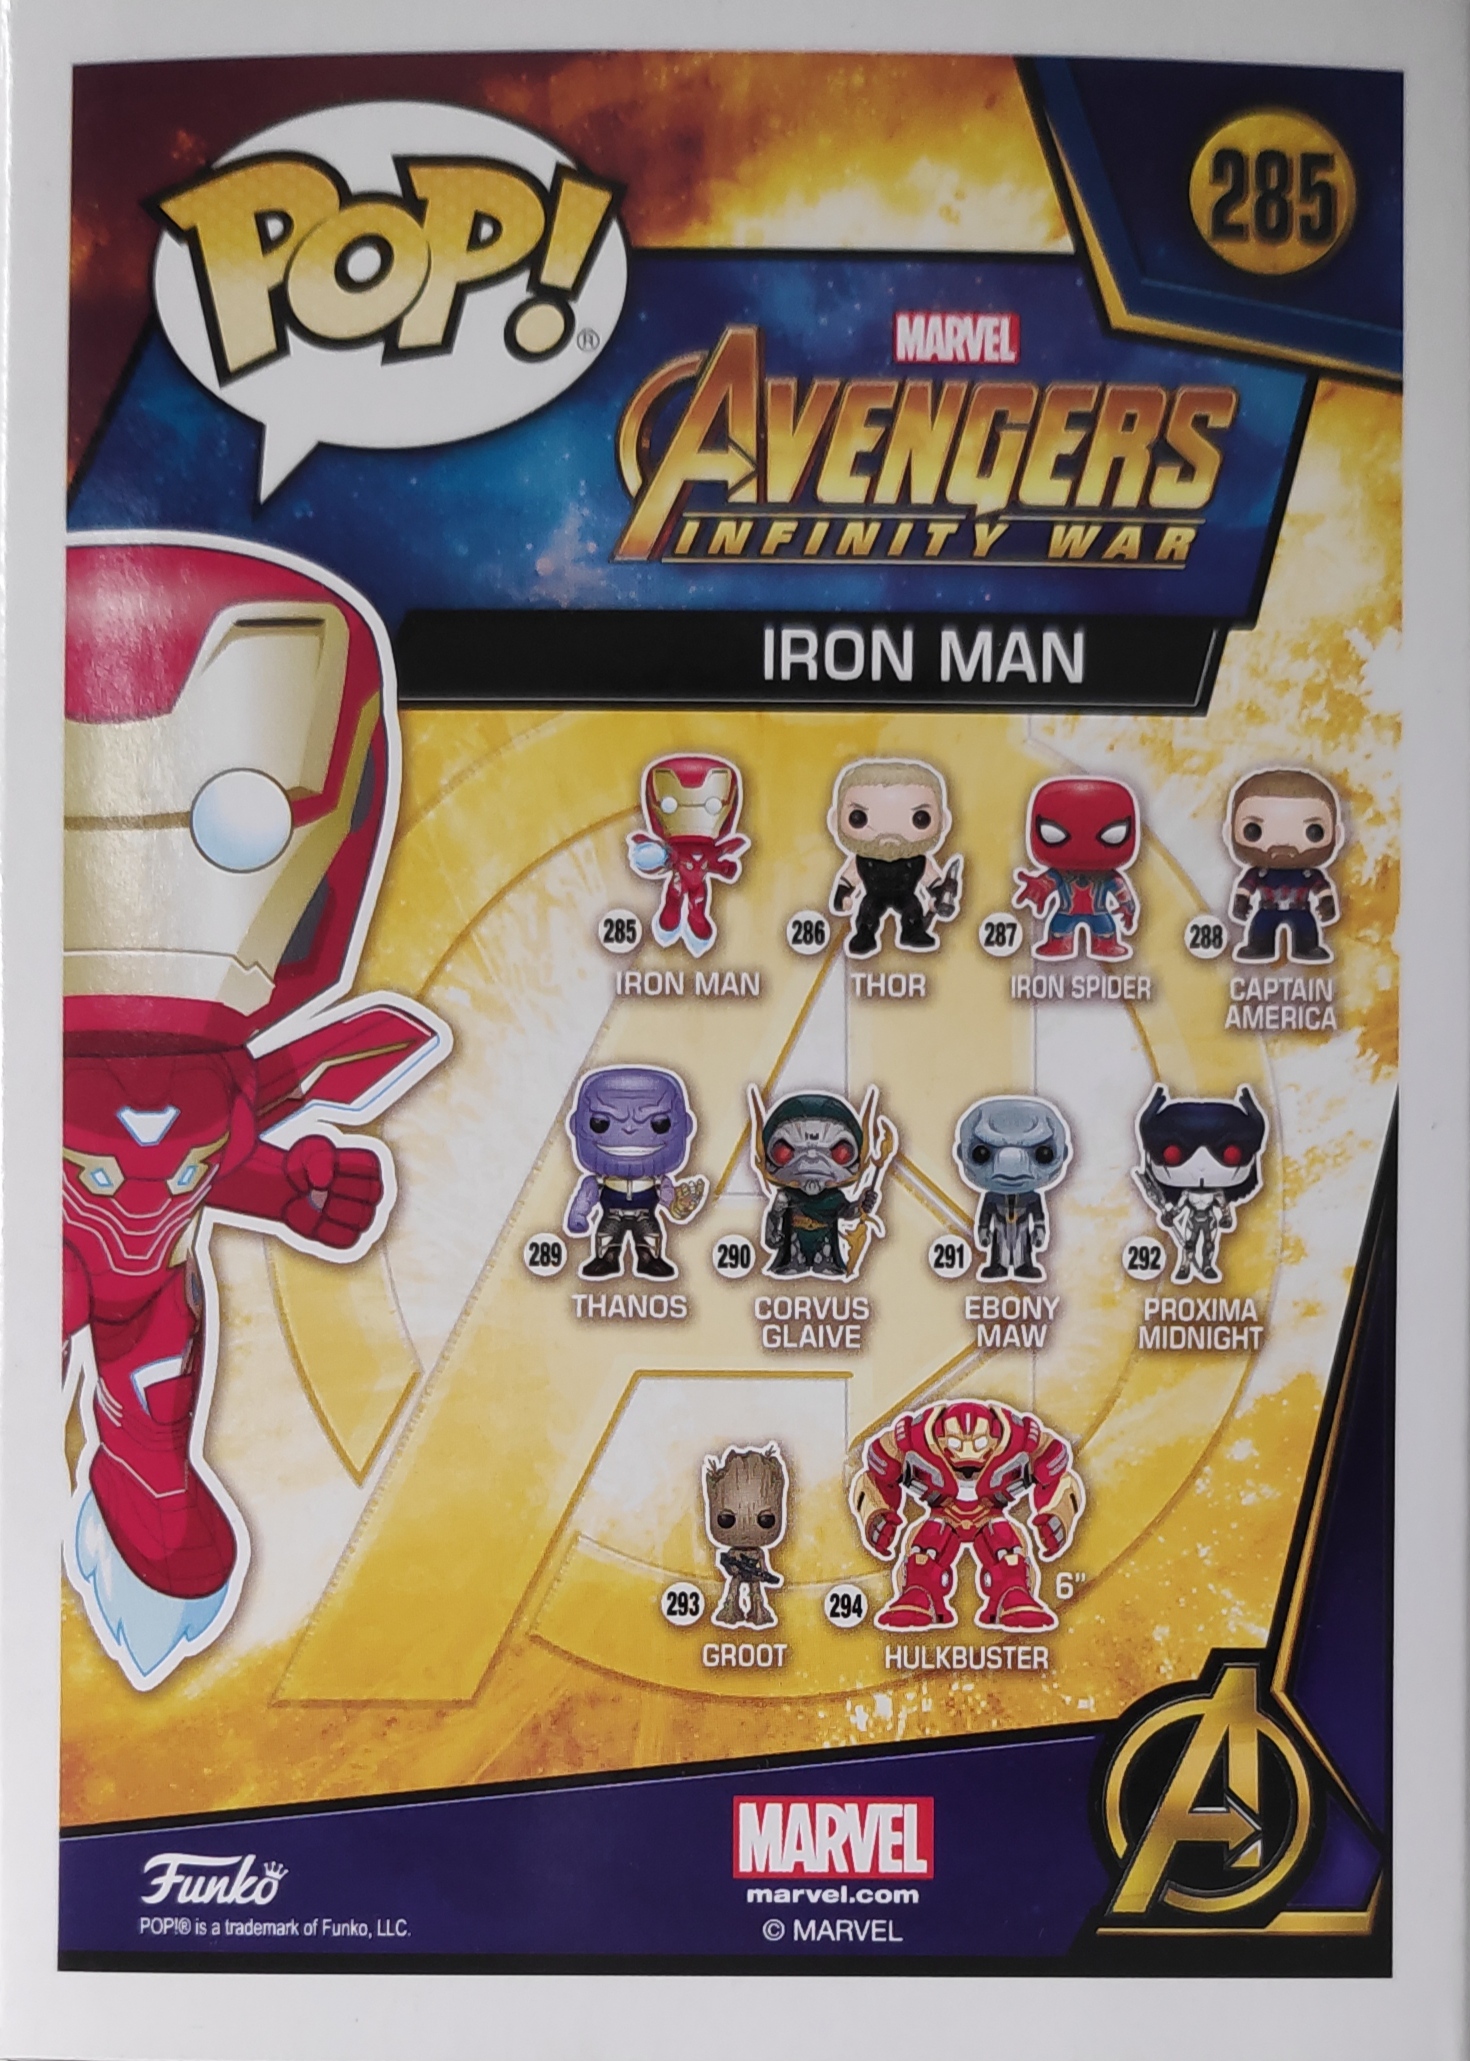 POP!®
285
MARVEL
AVENGERS
INFINITY WAR
IRON MAN
285
IRON MAN
286
THOR
287
IRON SPIDER
288
CAPTAIN
AMERICA
289
THANOS
290
CORVUS
GLAIVE
291
EBONY
MAW
292
PROXIMA
MIDNIGHT
293
GROOT
294
6"
HULKBUSTER
Funko
POP!® is a trademark of Funko, LLC.
MARVEL
marvel.com
© MARVEL
A